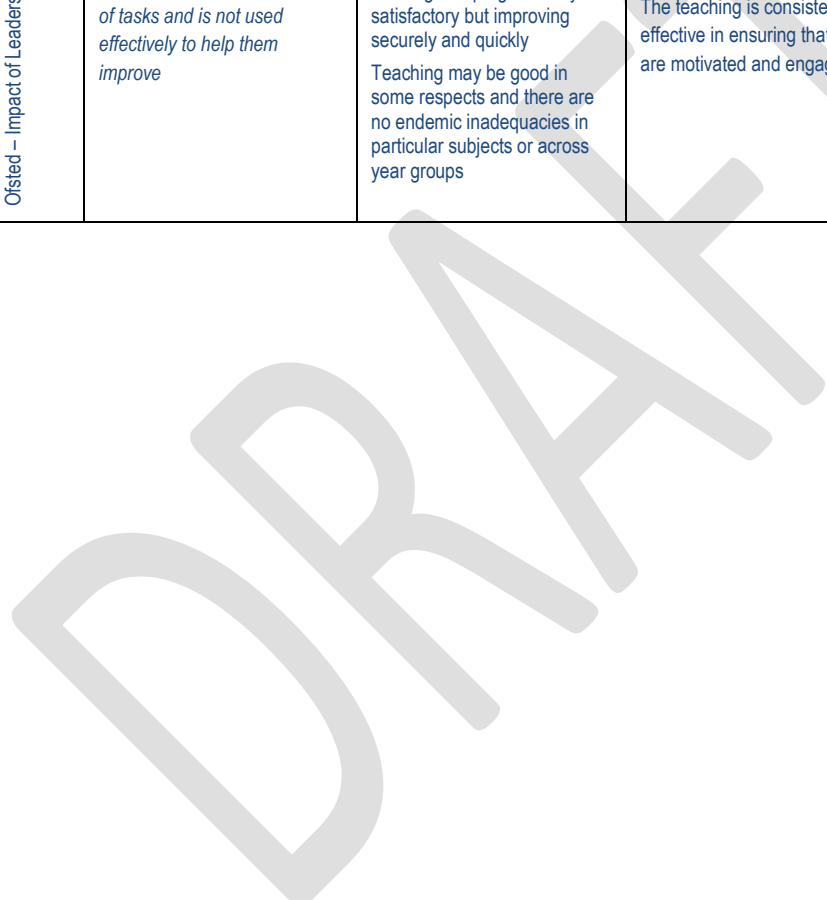 Ofsted – Impact of Leaders
of tasks and is not used
effectively to help them
improve
satisfactory but improving
securely and quickly
Teaching may be good in
some respects and there are
no endemic inadequacies in
particular subjects or across
year groups
The teaching is consiste
effective in ensuring tha
are motivated and engag
DRAFT